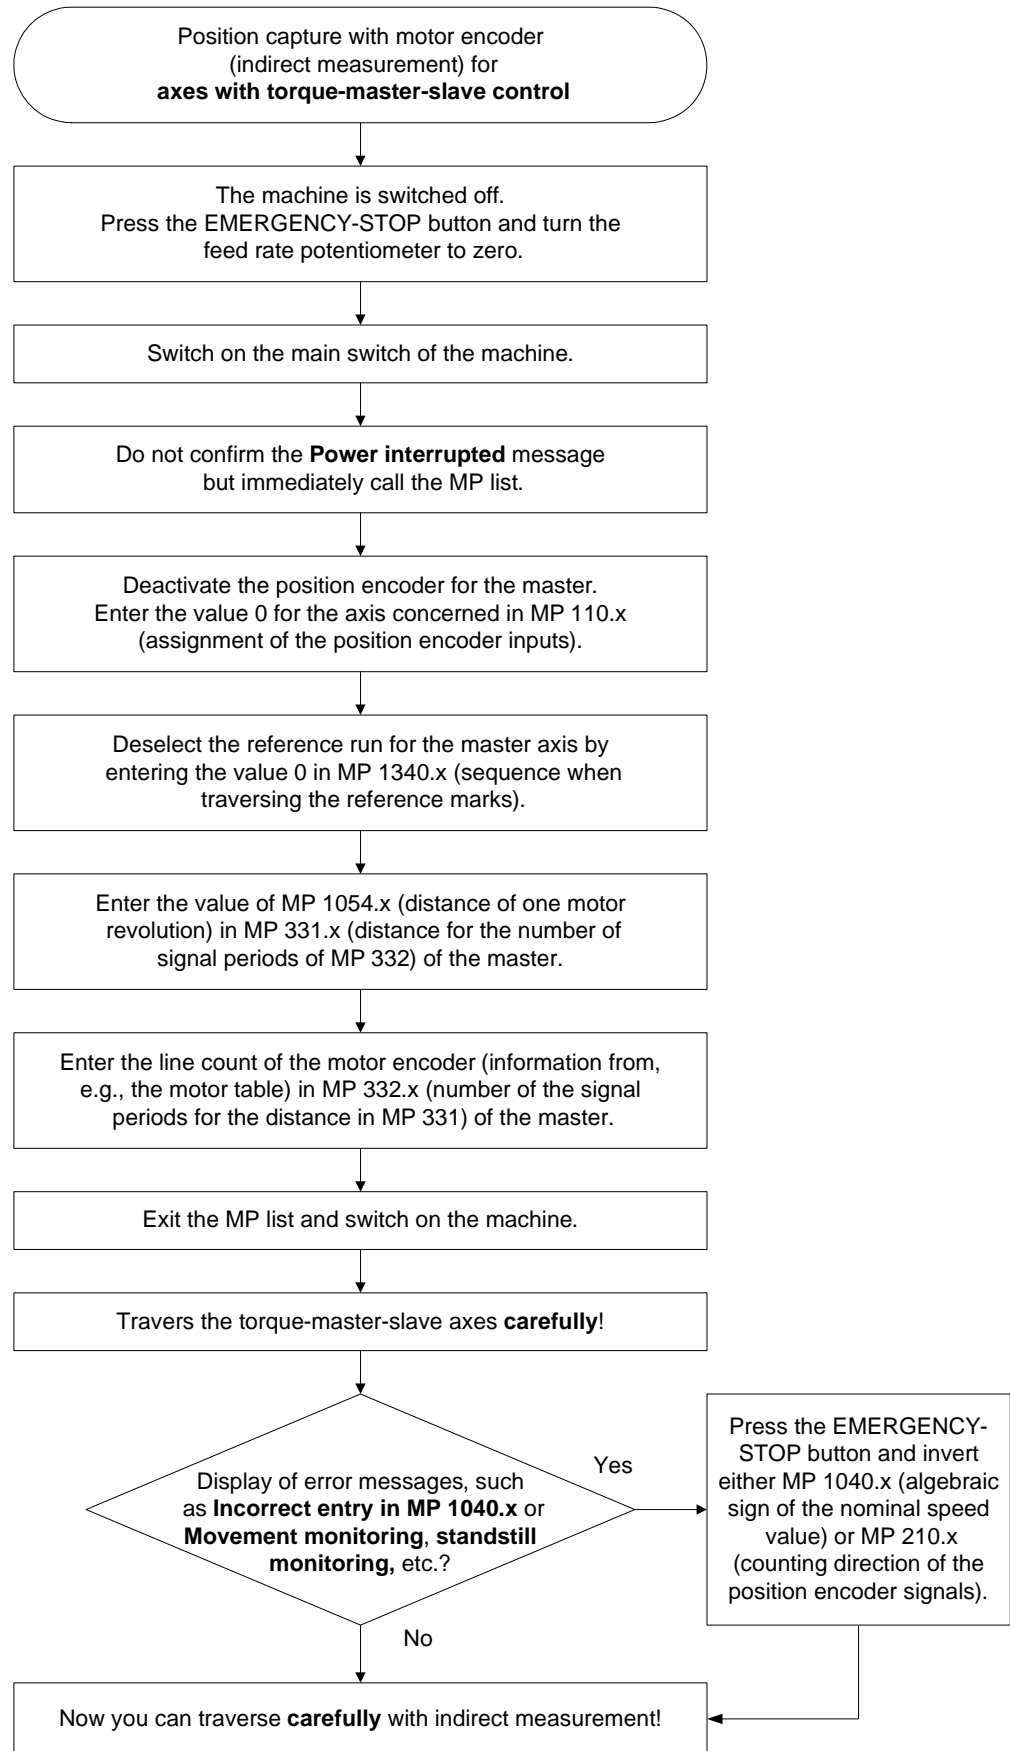 Position capture with motor encoder
(indirect measurement) for
axes with torque-master-slave control
The machine is switched off.
Press the EMERGENCY-STOP button and turn the
feed rate potentiometer to zero.
Switch on the main switch of the machine.
Do not confirm the Power interrupted message
but immediately call the MP list.
Deactivate the position encoder for the master.
Enter the value 0 for the axis concerned in MP 110.x
(assignment of the position encoder inputs).
Deselect the reference run for the master axis by
entering the value 0 in MP 1340.x (sequence when
traversing the reference marks).
Enter the value of MP 1054.x (distance of one motor
revolution) in MP 331.x (distance for the number of
signal periods of MP 332) of the master.
Enter the line count of the motor encoder (information from,
e.g., the motor table) in MP 332.x (number of the signal
periods for the distance in MP 331) of the master.
Exit the MP list and switch on the machine.
Travers the torque-master-slave axes carefully!
Display of error messages, such
as Incorrect entry in MP 1040.x or
Movement monitoring, standstill
monitoring, etc.?
Yes
Press the EMERGENCY-
STOP button and invert
either MP 1040.x (algebraic
sign of the nominal speed
value) or MP 210.x
(counting direction of the
position encoder signals).
No
Now you can traverse carefully with indirect measurement!